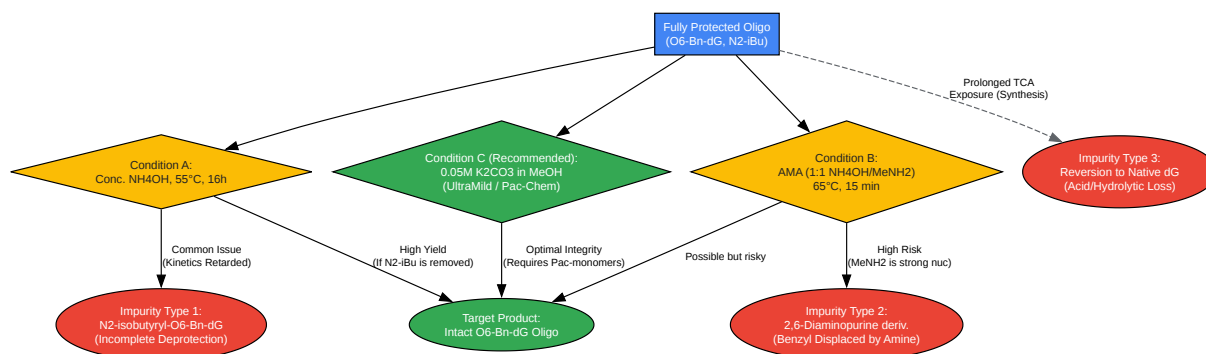 Fully Protected Oligo
(O6-Bn-dG, N2-iBu)
Prolonged TCA
Exposure (Synthesis)
Condition A:
Conc. NH4OH, 55°C, 16h
Condition C (Recommended):
0.05M K2CO3 in MeOH
(UltraMild / Pac-Chem)
Condition B:
AMA (1:1 NH4OH/MeNH2)
65°C, 15 min
Impurity Type 3:
Reversion to Native dG
(Acid/Hydrolytic Loss)
Common Issue
(Kinetics Retarded)
High Yield
(If N2-iBu is removed)
Optimal Integrity
(Requires Pac-monomers)
Possible but risky
High Risk
(MeNH2 is strong nuc)
Impurity Type 1:
N2-isobutyryl-O6-Bn-dG
(Incomplete Deprotection)
Target Product:
Intact O6-Bn-dG Oligo
Impurity Type 2:
2,6-Diaminopurine deriv.
(Benzyl Displaced by Amine)